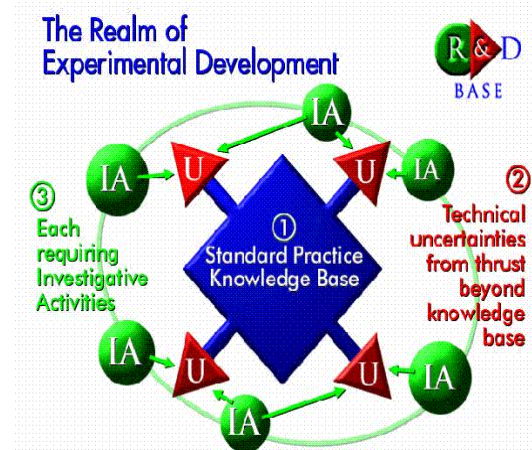 The Realm of
Experimental Development
R & D
BASE
IA
IA
U
U
IA
②
Technical
uncertainties
from thrust
beyond
knowledge
base
①
Standard Practice
Knowledge Base
③
Each
requiring
Investigative
Activities
IA
U
U
IA
IA